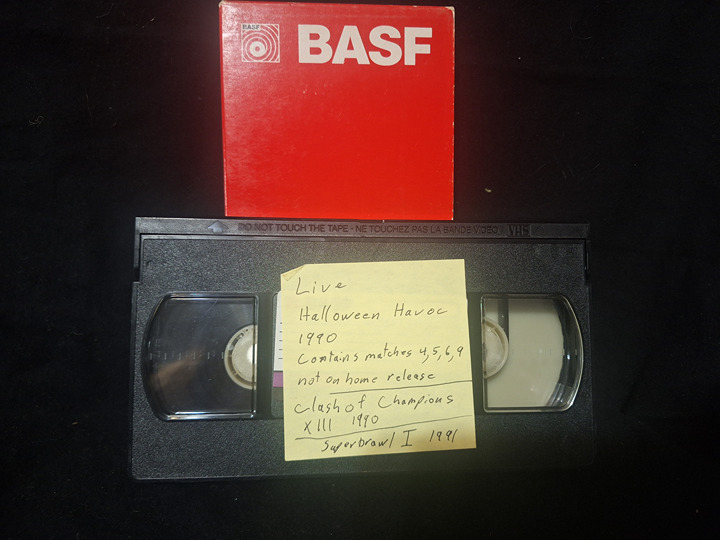 BASF
BASF
DO NOT TOUCH THE TAPE • NE TOUCHEZ PAS LA BANDE VIDEO VHS
Live
Halloween Havoc
1990
Contains matches 4,5,6,9
not on home release
Clash of Champions
XIII 1990
Superbrawl I 1991